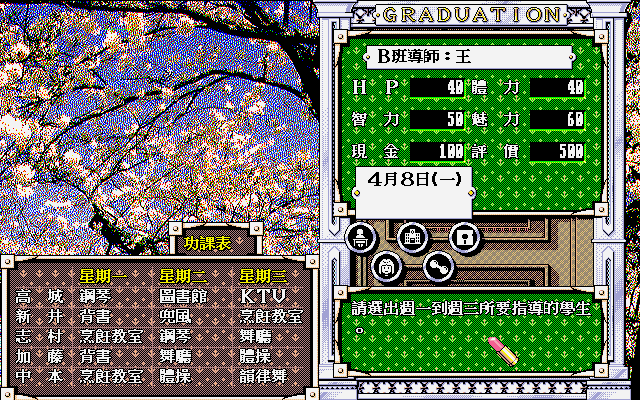 GRADUATION
B班導師：王
HP 40 體力 40
智力 50 魅力 60
現金 100 評價 500
4月8日(一)
功課表
星期一 星期二 星期三
高城 鋼琴 圖書館 KTV
新井 背書 兜風 烹飪教室
志村 烹飪教室 鋼琴 舞廳
加藤 背書 舞廳 體操
中本 烹飪教室 體操 韻律舞
請選出週一到週三所要指導的學生
。